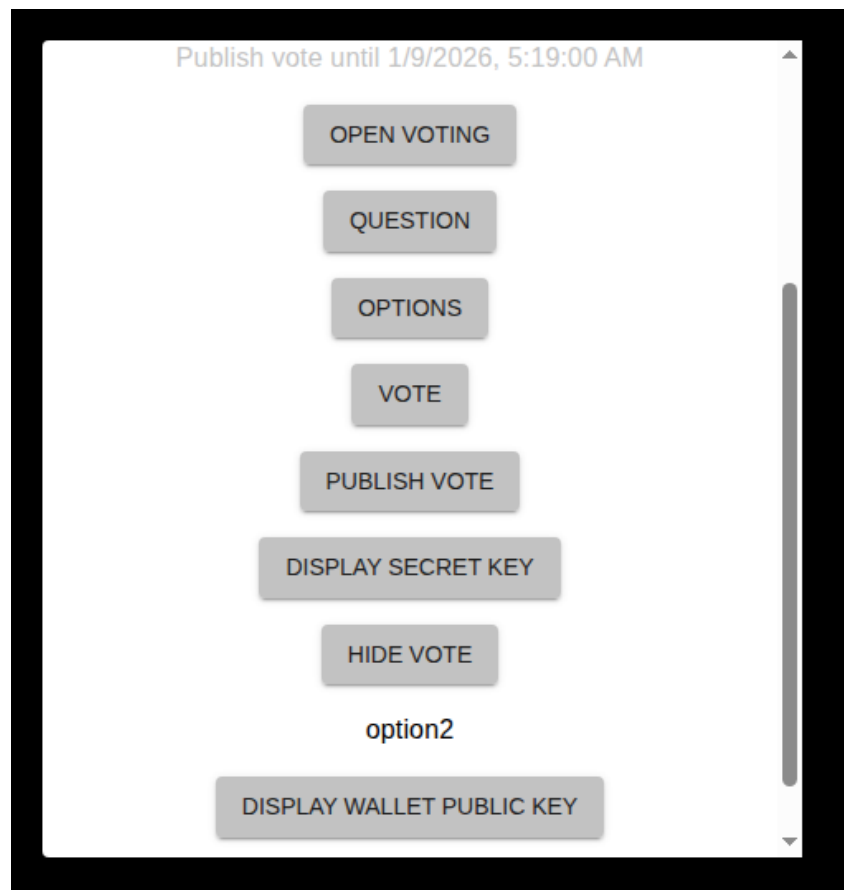 Publish vote until 1/9/2026, 5:19:00 AM
OPEN VOTING
QUESTION
OPTIONS
VOTE
PUBLISH VOTE
DISPLAY SECRET KEY
HIDE VOTE
option2
DISPLAY WALLET PUBLIC KEY